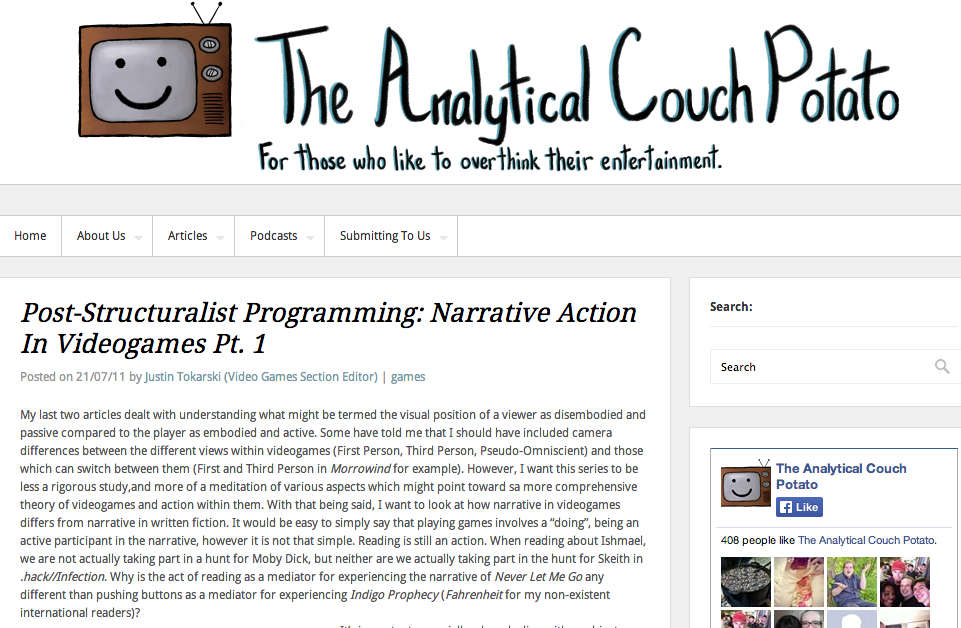 The Analytical Couch Potato
For those who like to overthink their entertainment.
Home
About Us
Articles
Podcasts
Submitting To Us
Post-Structuralist Programming: Narrative Action
In Videogames Pt. 1
Posted on 21/07/11 by Justin Tokarski (Video Games Section Editor) | games
My last two articles dealt with understanding what might be termed the visual position of a viewer as disembodied and
passive compared to the player as embodied and active. Some have told me that I should have included camera
differences between the different views within videogames (First Person, Third Person, Pseudo-Omniscient) and those
which can switch between them (First and Third Person in Morrowind for example). However, I want this series to be
less a rigorous study,and more of a meditation of various aspects which might point toward sa more comprehensive
theory of videogames and action within them. With that being said, I want to look at how narrative in videogames
differs from narrative in written fiction. It would be easy to simply say that playing games involves a “doing”, being an
active participant in the narrative, however it is not that simple. Reading is still an action. When reading about Ishmael,
we are not actually taking part in a hunt for Moby Dick, but neither are we actually taking part in the hunt for Skeith in
.hack//Infection. Why is the act of reading as a mediator for experiencing the narrative of Never Let Me Go any
different than pushing buttons as a mediator for experiencing Indigo Prophecy (Fahrenheit for my non-existent
international readers)?
Search:
Search
The Analytical Couch
Potato
Like
408 people like The Analytical Couch Potato.